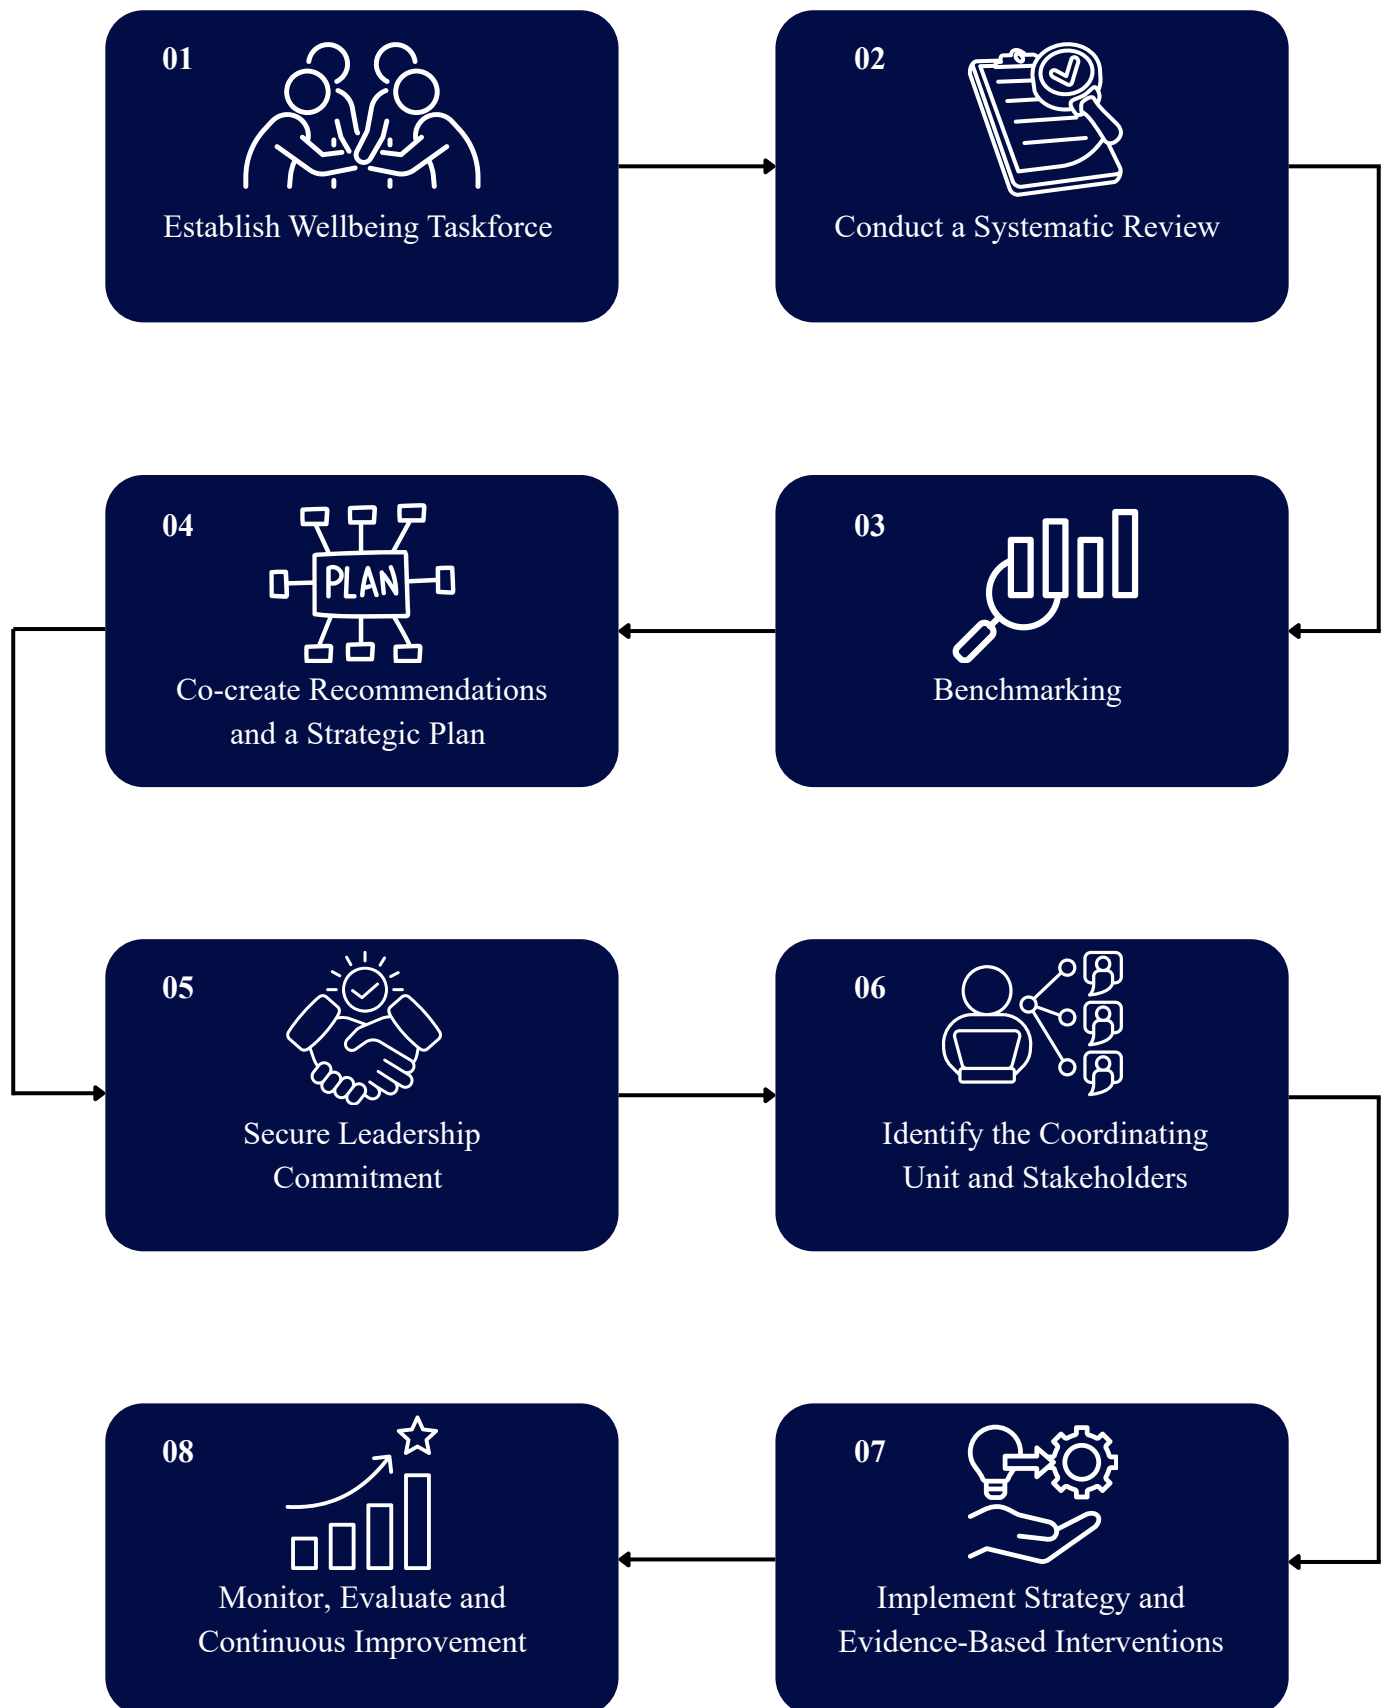 01
Establish Wellbeing Taskforce
02
Conduct a Systematic Review
03
Benchmarking
04
PLAN
Co-create Recommendations
and a Strategic Plan
05
Secure Leadership
Commitment
06
Identify the Coordinating
Unit and Stakeholders
07
Implement Strategy and
Evidence-Based Interventions
08
Monitor, Evaluate and
Continuous Improvement